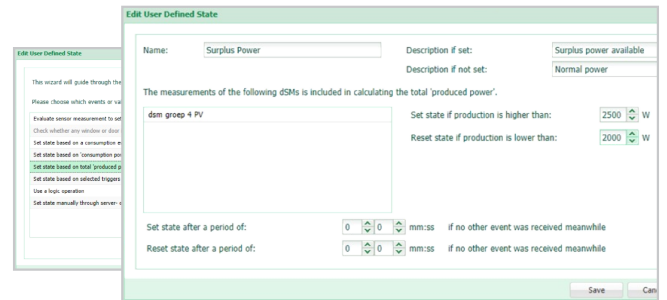 Edit User Defined State
This wizard will guide through the
Please choose which events or va
Evaluate sensor measurement to set
Check whether any window or door
Set state based on a consumption e
Set state based on 'consumption po
Set state based on total 'produced p
Set state based on selected triggers
Use a logic operation
Set state manually through server- o
Edit User Defined State
Name: Surplus Power Description if set: Surplus power available
Description if not set: Normal power
The measurements of the following dSMs is included in calculating the total 'produced power'.
dsm groep 4 PV
Set state if production is higher than: 2500 W
Reset state if production is lower than: 2000 W
Set state after a period of: 0 0 mm:ss if no other event was received meanwhile
Reset state after a period of: 0 0 mm:ss if no other event was received meanwhile
Save Can